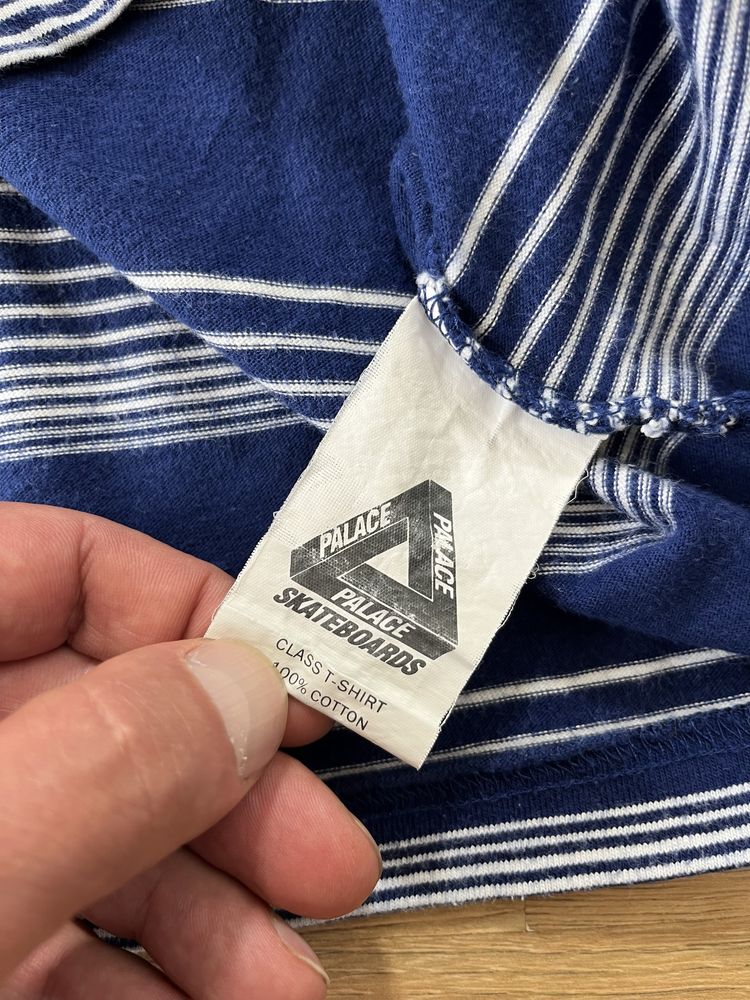 PALACE
PALACE
PALACE
SKATEBOARDS
CLASS T-SHIRT
100% COTTON